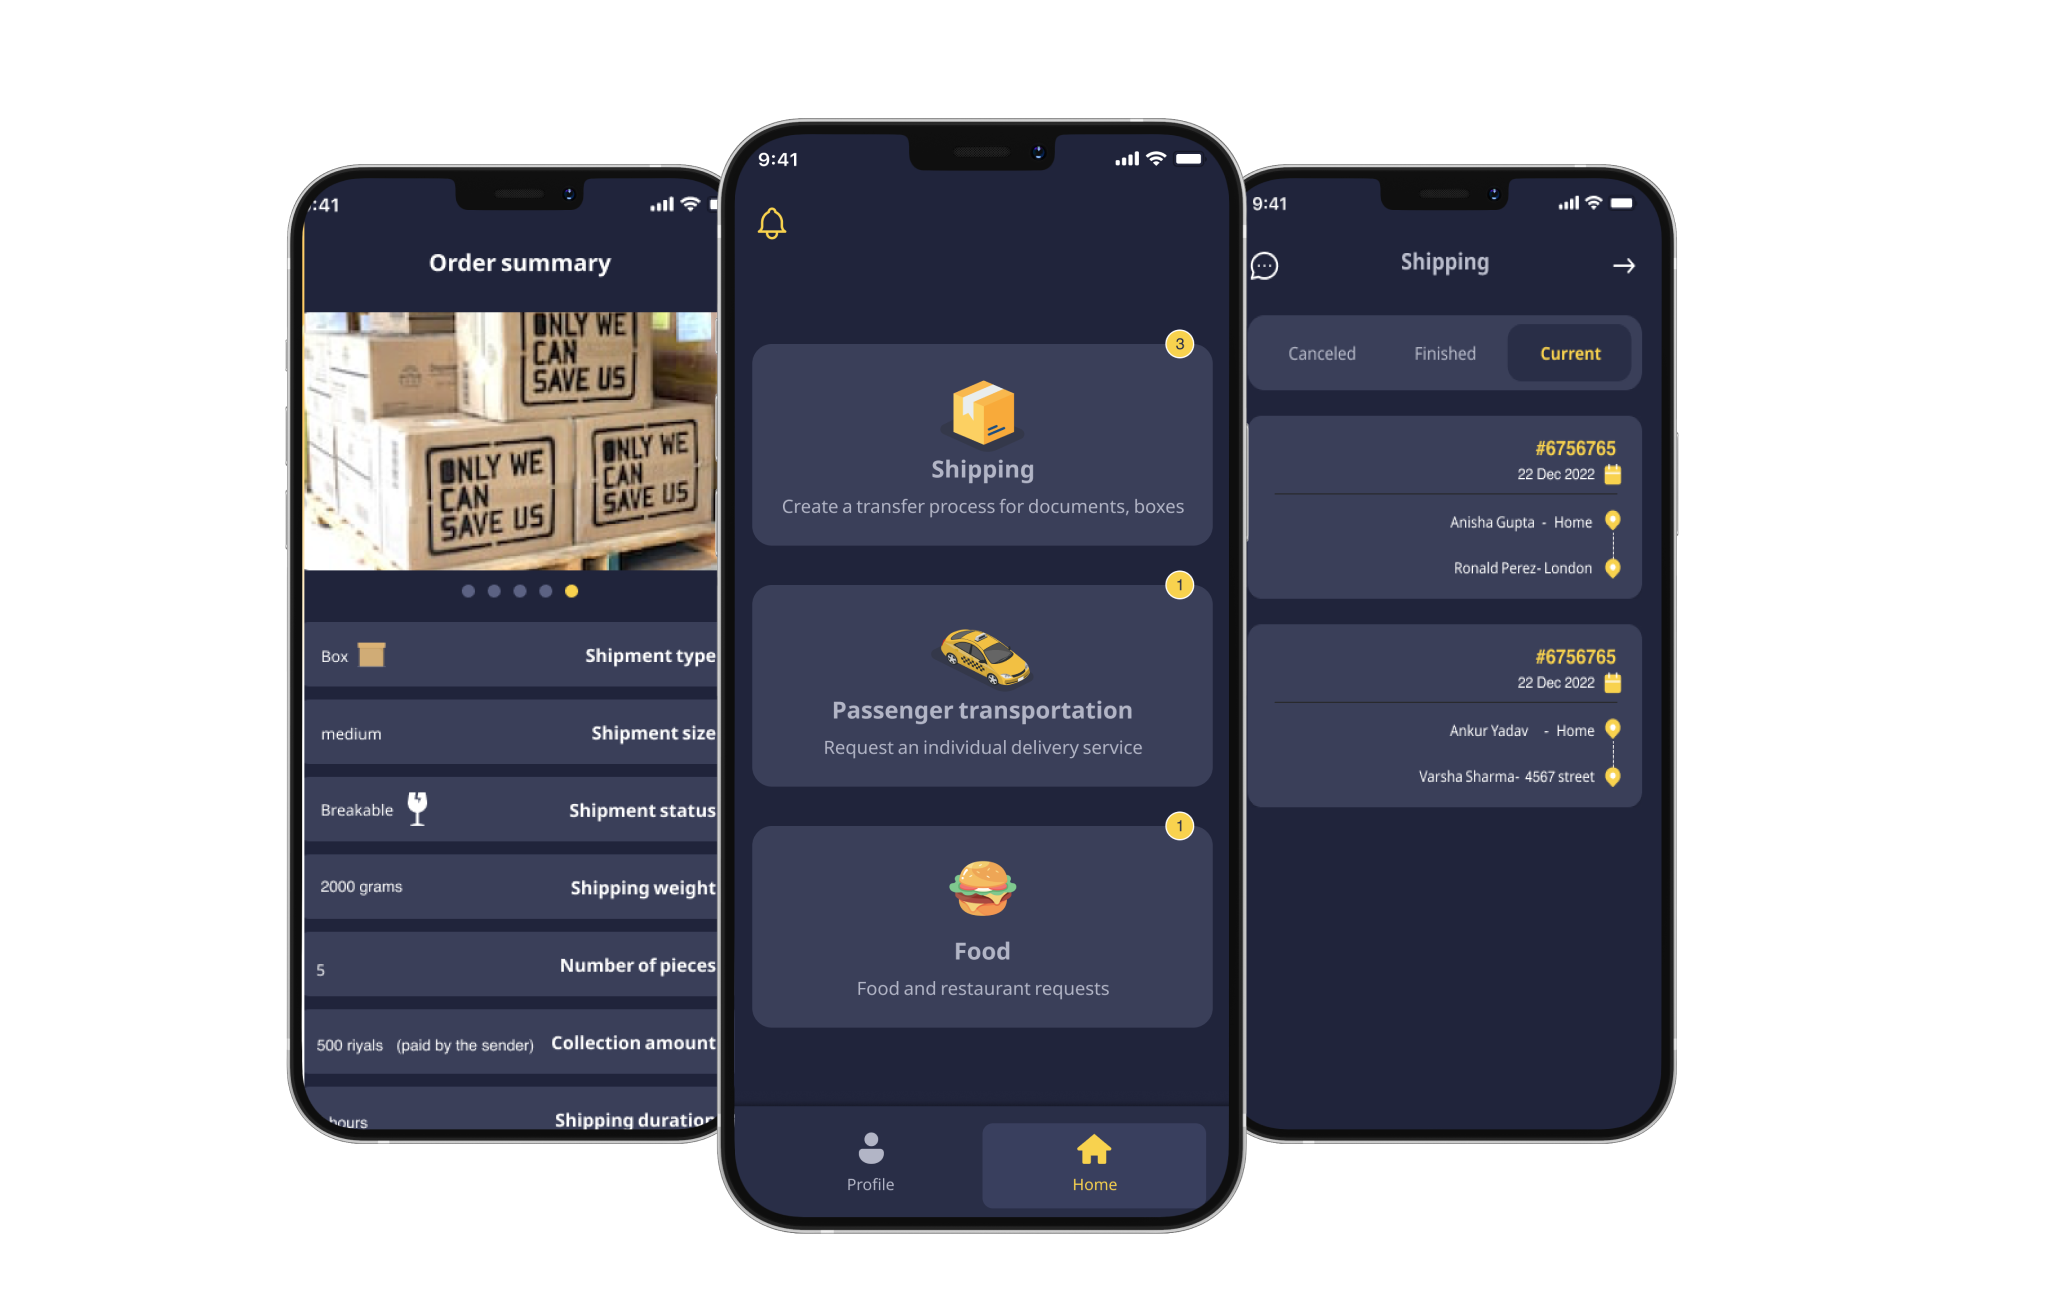 :41
Order summary
ONLY WE
CAN
SAVE US
ONLY WE
CAN
SAVE US
ONLY WE
CAN
SAVE US
Box Shipment type
medium Shipment size
Breakable Shipment status
2000 grams Shipping weight
5 Number of pieces
500 riyals (paid by the sender) Collection amount
hours Shipping duration
9:41
3
Shipping
Create a transfer process for documents, boxes
1
Passenger transportation
Request an individual delivery service
1
Food
Food and restaurant requests
Profile Home
9:41
Shipping
Canceled Finished Current
#6756765
22 Dec 2022
Anisha Gupta - Home
Ronald Perez- London
#6756765
22 Dec 2022
Ankur Yadav - Home
Varsha Sharma- 4567 street